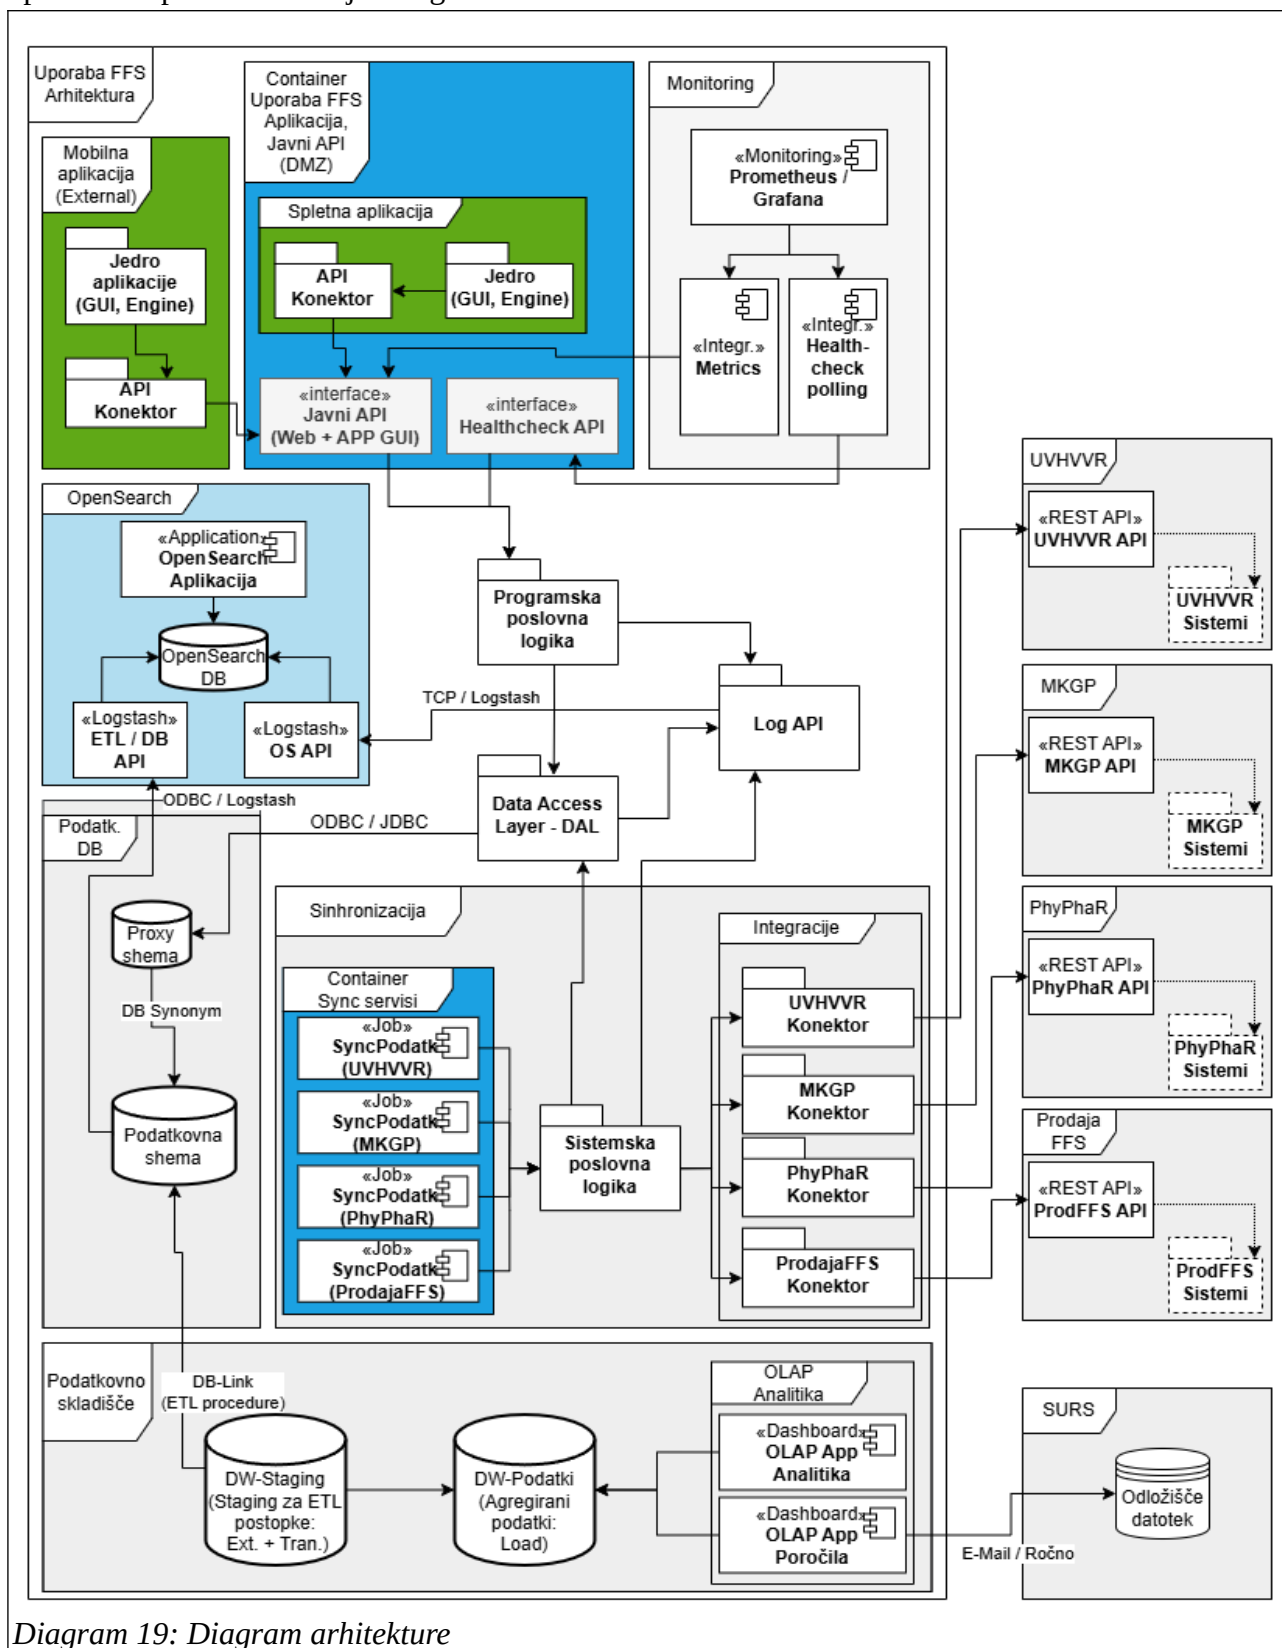 Uporaba FFS
Arhitektura
Mobilna
aplikacija
(External)
Jedro
aplikacije
(GUI, Engine)
API
Konektor
Container
Uporaba FFS
Aplikacija,
Javni API
(DMZ)
Spletna aplikacija
API
Konektor
Jedro
(GUI, Engine)
«interface»
Javni API
(Web + APP GUI)
«interface»
Healthcheck API
Monitoring
«Monitoring»
Prometheus /
Grafana
«Integr.»
Metrics
«Integr.»
Health-
check
polling
OpenSearch
«Application»
OpenSearch
Aplikacija
OpenSearch
DB
«Logstash»
ETL / DB
API
«Logstash»
OS API
Programska
poslovna
logika
TCP / Logstash
Log API
Data Access
Layer - DAL
ODBC / Logstash
ODBC / JDBC
Podatk.
DB
Proxy
shema
DB Synonym
Podatkovna
shema
Sinhronizacija
Container
Sync servisi
«Job»
SyncPodatk
(UVHVVR)
«Job»
SyncPodatk
(MKGP)
«Job»
SyncPodatk
(PhyPhaR)
«Job»
SyncPodatk
(ProdajaFFS)
Sistemska
poslovna
logika
Integracije
UVHVVR
Konektor
MKGP
Konektor
PhyPhaR
Konektor
ProdajaFFS
Konektor
UVHVVR
«REST API»
UVHVVR API
UVHVVR
Sistemi
MKGP
«REST API»
MKGP API
MKGP
Sistemi
PhyPhaR
«REST API»
PhyPhaR API
PhyPhaR
Sistemi
Prodaja
FFS
«REST API»
ProdFFS API
ProdFFS
Sistemi
Podatkovno
skladišče
DB-Link
(ETL procedure)
DW-Staging
(Staging za ETL
postopke:
Ext. + Tran.)
DW-Podatki
(Agregirani
podatki:
Load)
OLAP
Analitika
«Dashboard»
OLAP App
Analitika
«Dashboard»
OLAP App
Poročila
E-Mail / Ročno
SURS
Odložišče
datotek
Diagram 19: Diagram arhitekture